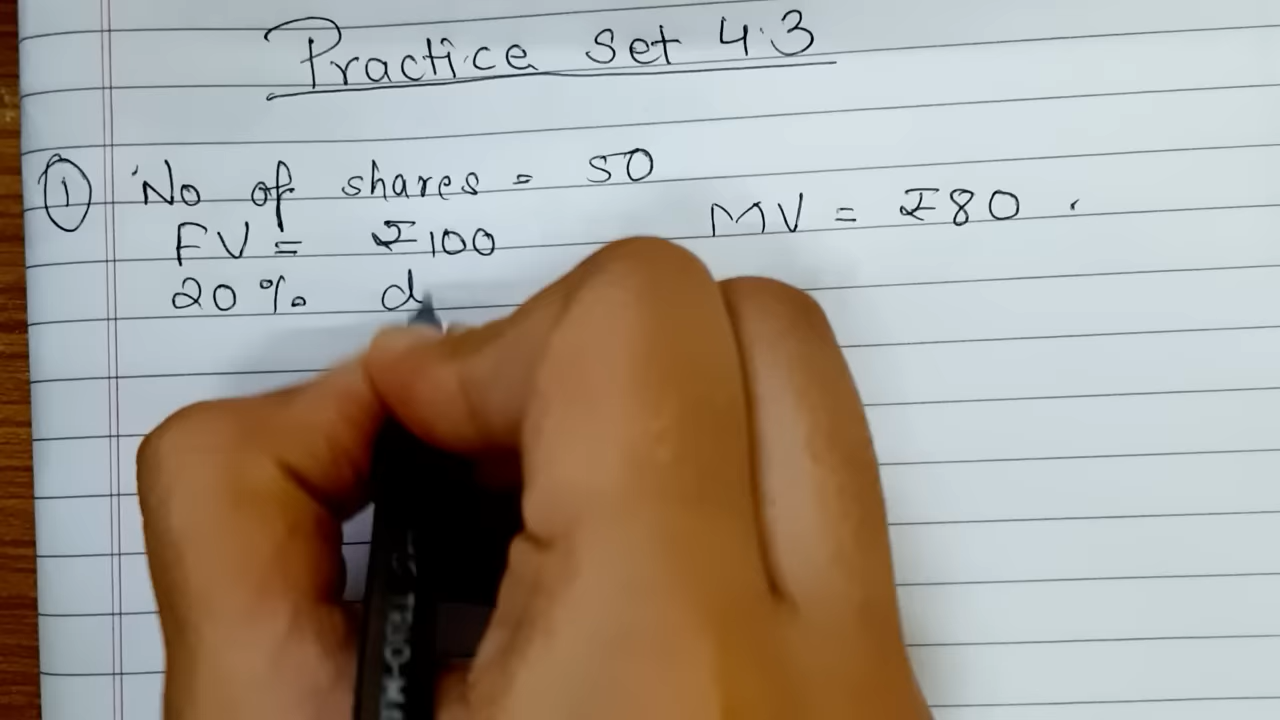 Practice Set 4.3
① No of shares = 50
FV = ₹100 MV = ₹80 .
20% d